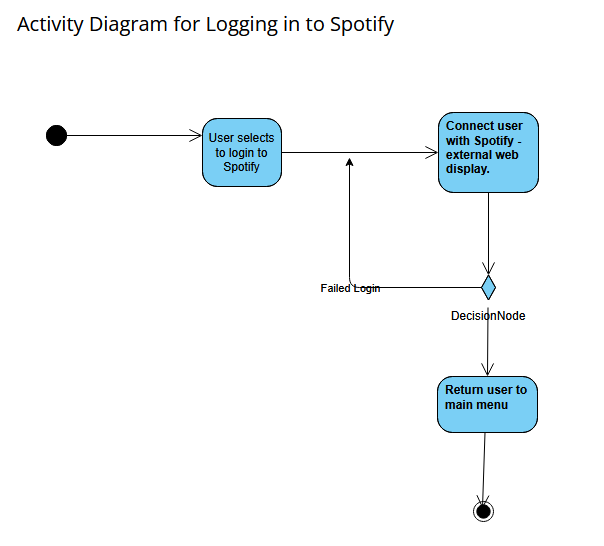 Activity Diagram for Logging in to Spotify
User selects
to login to
Spotify
Connect user
with Spotify -
external web
display.
Failed Login
DecisionNode
Return user to
main menu